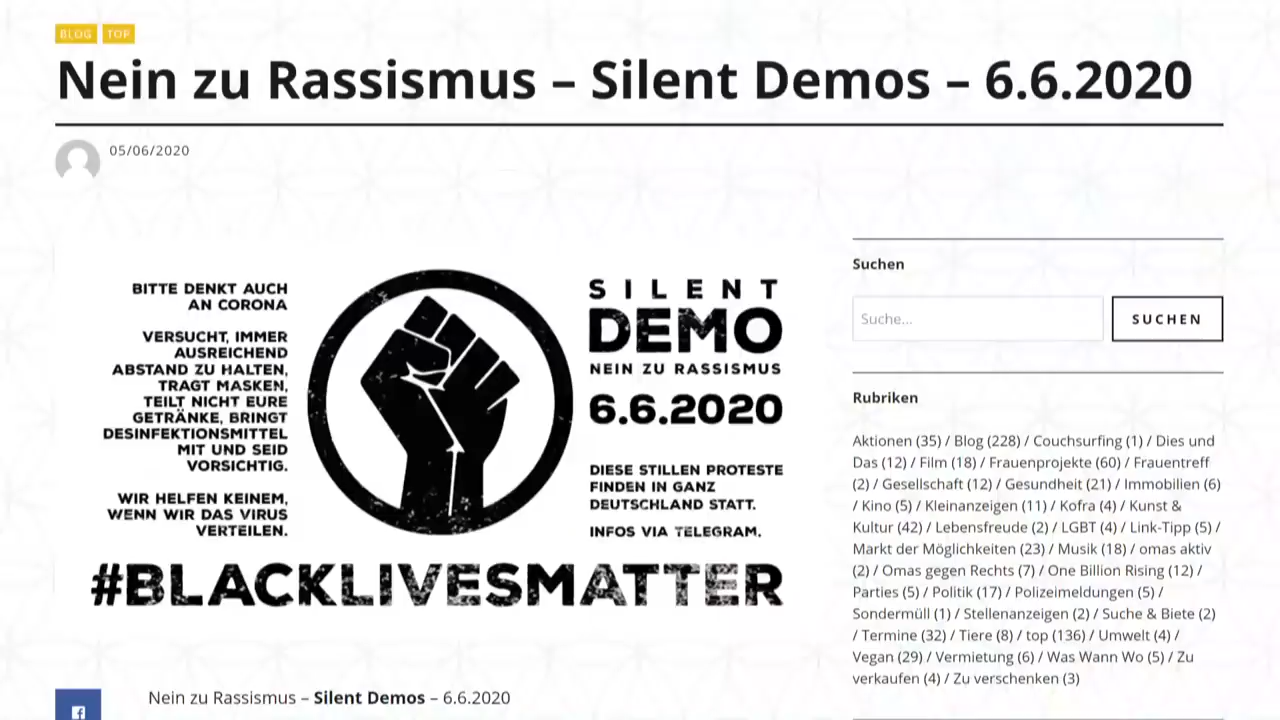 BLOG TOP
Nein zu Rassismus – Silent Demos – 6.6.2020
05/06/2020
BITTE DENKT AUCH
AN CORONA
VERSUCHT, IMMER
AUSREICHEND
ABSTAND ZU HALTEN,
TRAGT MASKEN,
TEILT NICHT EURE
GETRÄNKE, BRINGT
DESINFEKTIONSMITTEL
MIT UND SEID
VORSICHTIG.
WIR HELFEN KEINEM,
WENN WIR DAS VIRUS
VERTEILEN.
SILENT
DEMO
NEIN ZU RASSISMUS
6.6.2020
DIESE STILLEN PROTESTE
FINDEN IN GANZ
DEUTSCHLAND STATT.
INFOS VIA TELEGRAM.
#BLACKLIVESMATTER
Nein zu Rassismus – Silent Demos – 6.6.2020
Suchen
Suche...
SUCHEN
Rubriken
Aktionen (35) / Blog (228) / Couchsurfing (1) / Dies und
Das (12) / Film (18) / Frauenprojekte (60) / Frauentreff
(2) / Gesellschaft (12) / Gesundheit (21) / Immobilien (6)
/ Kino (5) / Kleinanzeigen (11) / Kofra (4) / Kunst &
Kultur (42) / Lebensfreude (2) / LGBT (4) / Link-Tipp (5) /
Markt der Möglichkeiten (23) / Musik (18) / omas aktiv
(2) / Omas gegen Rechts (7) / One Billion Rising (12) /
Parties (5) / Politik (17) / Polizeimeldungen (5) /
Sondermüll (1) / Stellenanzeigen (2) / Suche & Biete (2)
/ Termine (32) / Tiere (8) / top (136) / Umwelt (4) /
Vegan (29) / Vermietung (6) / Was Wann Wo (5) / Zu
verkaufen (4) / Zu verschenken (3)